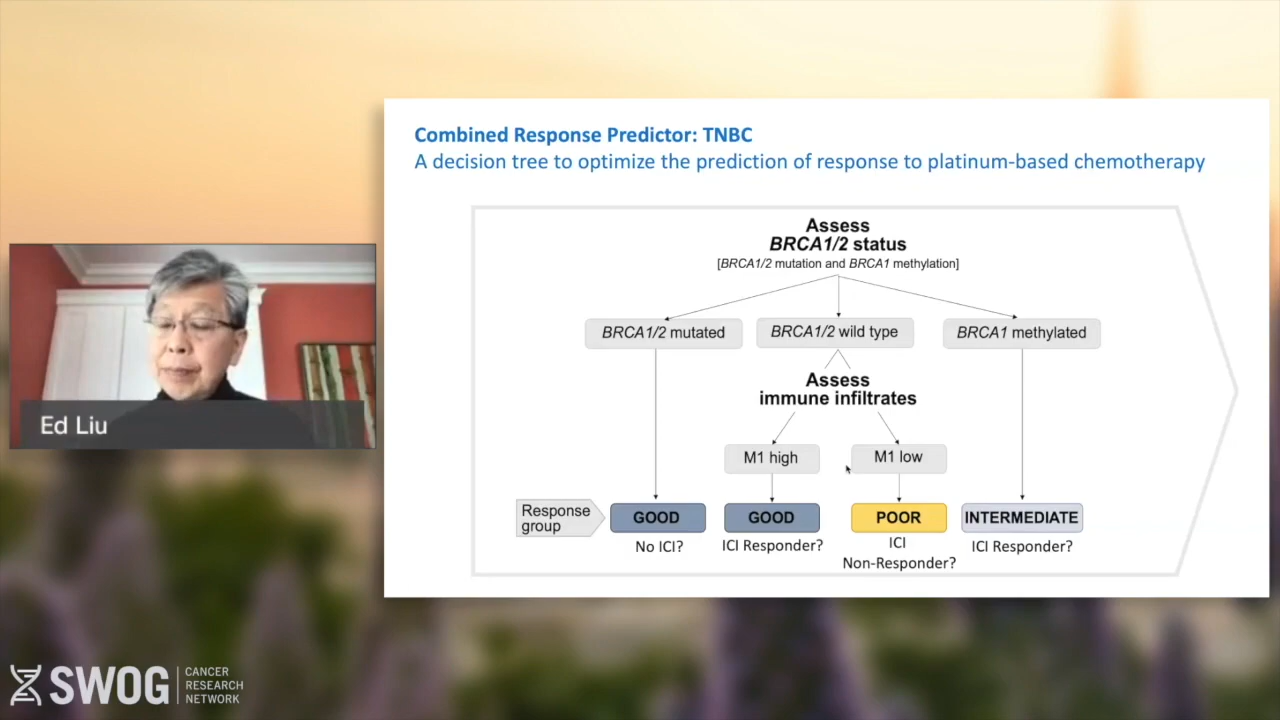 Combined Response Predictor: TNBC
A decision tree to optimize the prediction of response to platinum-based chemotherapy
Assess
BRCA1/2 status
[BRCA1/2 mutation and BRCA1 methylation]
BRCA1/2 mutated
BRCA1/2 wild type
BRCA1 methylated
Assess
immune infiltrates
M1 high
M1 low
Response
group
GOOD
GOOD
POOR
INTERMEDIATE
No ICI?
ICI Responder?
ICI
Non-Responder?
ICI Responder?
Ed Liu
SWOG
CANCER
RESEARCH
NETWORK